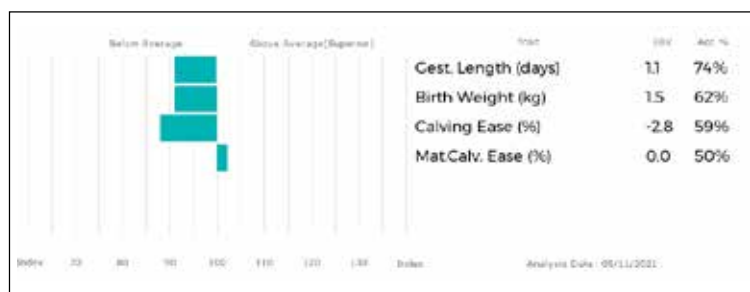 Below Average Above Average(Superior) Trait EBV Acc %
Gest. Length (days) 1.1 74%
Birth Weight (kg) 1.5 62%
Calving Ease (%) -2.8 59%
Mat.Calv. Ease (%) 0.0 50%
Index 70 80 90 100 110 120 130 Index Analysis Date : 05/11/2021